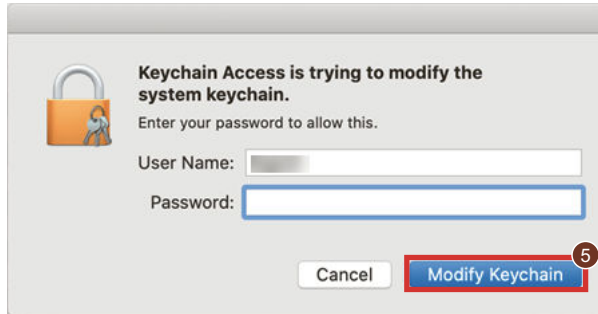 Keychain Access is trying to modify the
system keychain.
Enter your password to allow this.
User Name:
Password:
Cancel
Modify Keychain
5